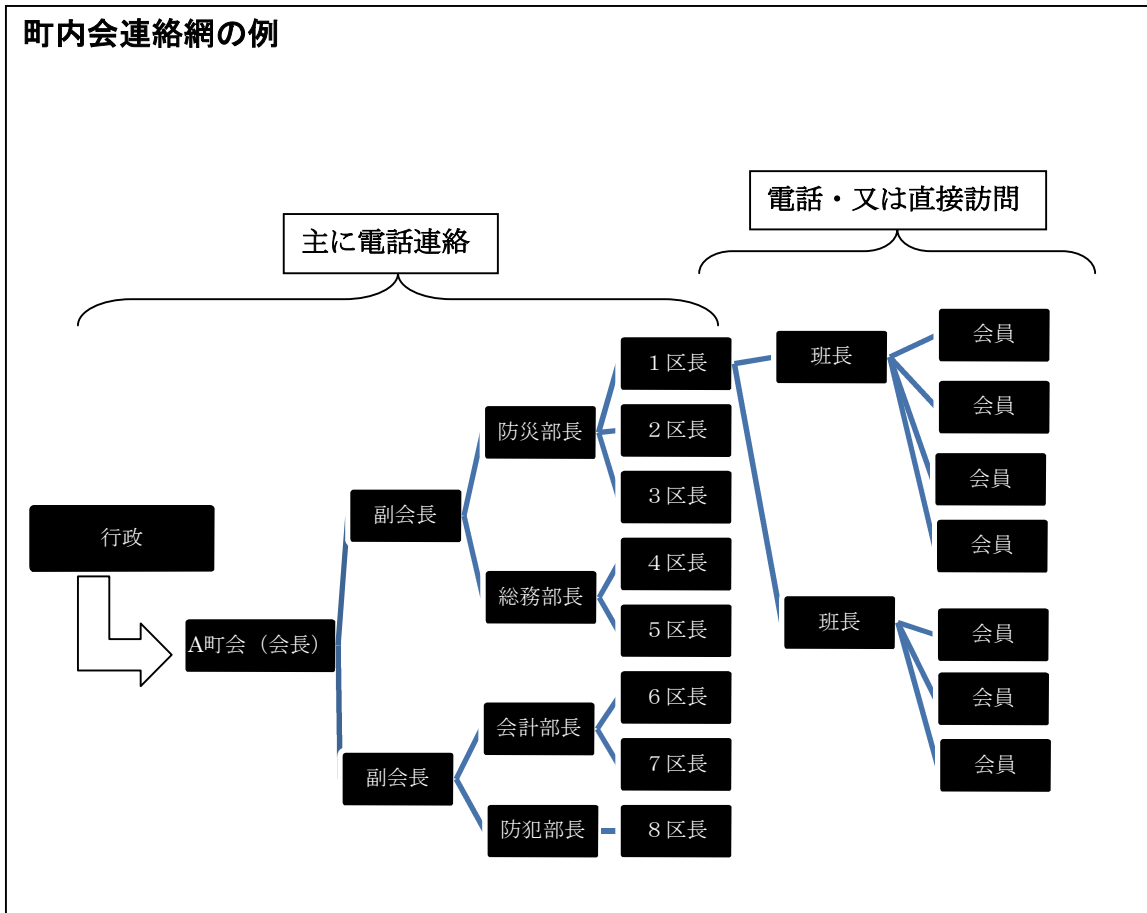 町内会連絡網の例
電話・又は直接訪問
主に電話連絡
行政
A町会（会長）
副会長
副会長
防災部長
総務部長
会計部長
防犯部長
１区長
２区長
３区長
４区長
５区長
６区長
７区長
８区長
班長
班長
会員
会員
会員
会員
会員
会員
会員